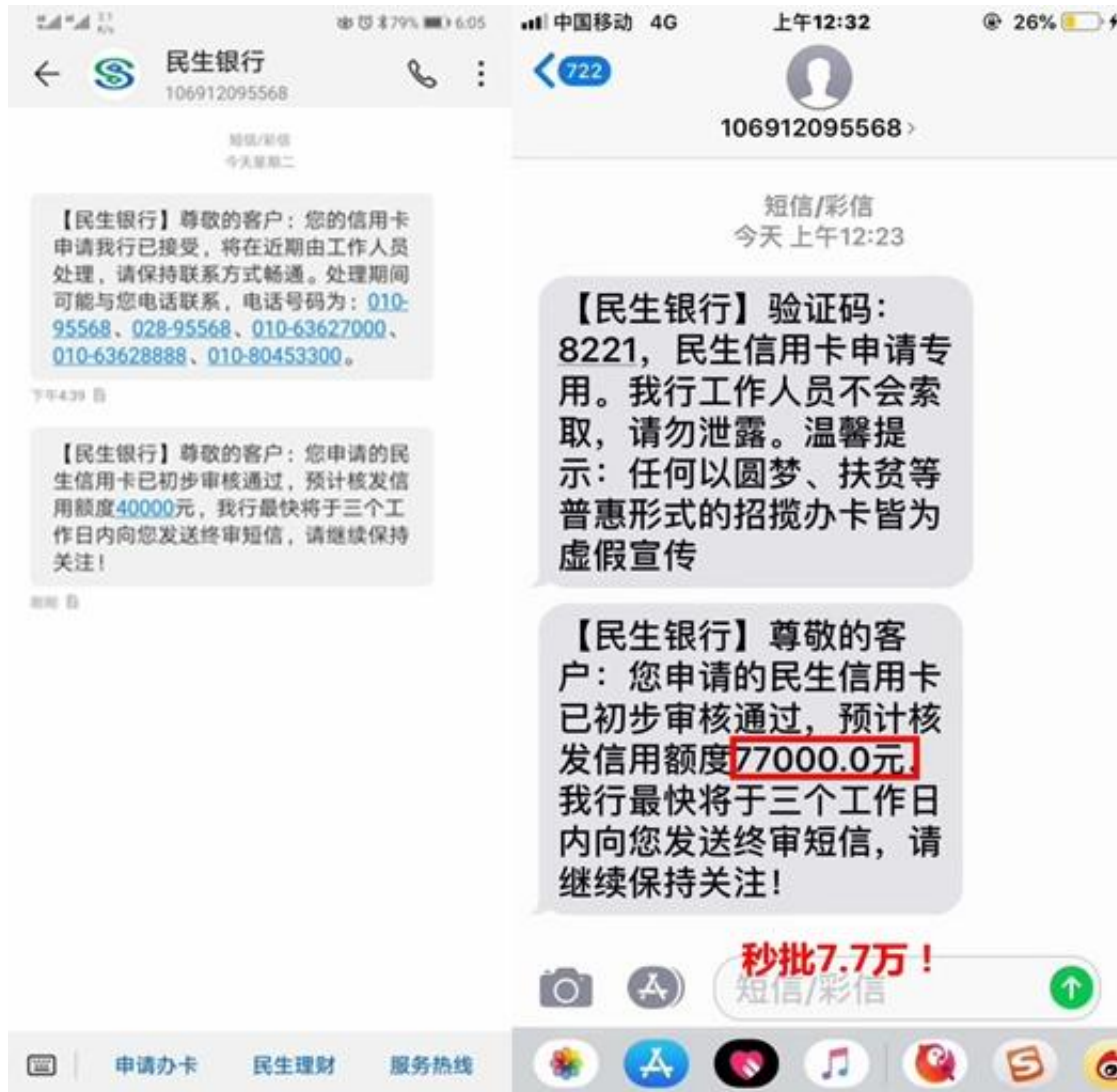 79% 6:05
民生银行
106912095568
短信/彩信
今天星期二
【民生银行】尊敬的客户：您的信用卡
申请我行已接受，将在近期由工作人员
处理，请保持联系方式畅通。处理期间
可能与您电话联系，电话号码为：010-
95568、028-95568、010-63627000、
010-63628888、010-80453300。
下午4:39
【民生银行】尊敬的客户：您申请的民
生信用卡已初步审核通过，预计核发信
用额度40000元，我行最快将于三个工
作日内向您发送终审短信，请继续保持
关注！
刚刚
申请办卡 民生理财 服务热线
中国移动 4G 上午12:32 26%
722
106912095568
短信/彩信
今天 上午12:23
【民生银行】验证码：
8221，民生信用卡申请专
用。我行工作人员不会索
取，请勿泄露。温馨提
示：任何以圆梦、扶贫等
普惠形式的招揽办卡皆为
虚假宣传
【民生银行】尊敬的客
户：您申请的民生信用卡
已初步审核通过，预计核
发信用额度77000.0元，
我行最快将于三个工作日
内向您发送终审短信，请
继续保持关注！
秒批7.7万！
短信/彩信